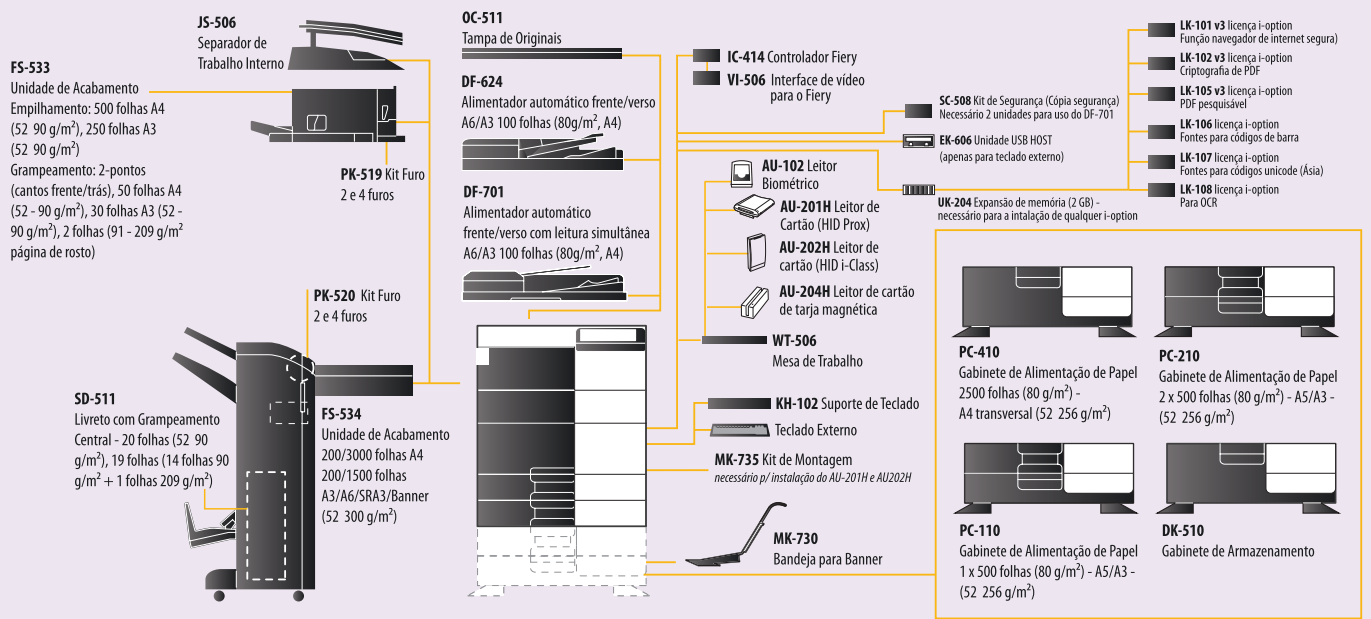 JS-506
Separador de
Trabalho Interno
FS-533
Unidade de Acabamento
Empilhamento: 500 folhas A4
(52 90 g/m²), 250 folhas A3
(52 90 g/m²)
Grampeamento: 2-pontos
(cantos frente/trás), 50 folhas A4
(52 - 90 g/m²), 30 folhas A3 (52 -
90 g/m²), 2 folhas (91 - 209 g/m²
página de rosto)
PK-519 Kit Furo
2 e 4 furos
PK-520 Kit Furo
2 e 4 furos
SD-511
Livreto com Grampeamento
Central - 20 folhas (52 90
g/m²), 19 folhas (14 folhas 90
g/m² + 1 folhas 209 g/m²)
FS-534
Unidade de Acabamento
200/3000 folhas A4
200/1500 folhas
A3/A6/SRA3/Banner
(52 300 g/m²)
OC-511
Tampa de Originais
DF-624
Alimentador automático frente/verso
A6/A3 100 folhas (80g/m², A4)
DF-701
Alimentador automático
frente/verso com leitura simultânea
A6/A3 100 folhas (80g/m², A4)
IC-414 Controlador Fiery
VI-506 Interface de vídeo
para o Fiery
AU-102 Leitor
Biométrico
AU-201H Leitor de
Cartão (HID Prox)
AU-202H Leitor de
cartão (HID i-Class)
AU-204H Leitor de cartão
de tarja magnética
WT-506
Mesa de Trabalho
KH-102 Suporte de Teclado
Teclado Externo
MK-735 Kit de Montagem
necessário p/ instalação do AU-201H e AU202H
MK-730
Bandeja para Banner
SC-508 Kit de Segurança (Cópia segurança)
Necessário 2 unidades para uso do DF-701
EK-606 Unidade USB HOST
(apenas para teclado externo)
UK-204 Expansão de memória (2 GB) -
necessário para a intalação de qualquer i-option
LK-101 v3 licença i-option
Função navegador de internet segura)
LK-102 v3 licença i-option
Criptografia de PDF
LK-105 v3 licença i-option
PDF pesquisável
LK-106 licença i-option
Fontes para códigos de barra
LK-107 licença i-option
Fontes para códigos unicode (Ásia)
LK-108 licença i-option
Para OCR
PC-410
Gabinete de Alimentação de Papel
2500 folhas (80 g/m²) -
A4 transversal (52 256 g/m²)
PC-210
Gabinete de Alimentação de Papel
2 x 500 folhas (80 g/m²) - A5/A3 -
(52 256 g/m²)
PC-110
Gabinete de Alimentação de Papel
1 x 500 folhas (80 g/m²) - A5/A3 -
(52 256 g/m²)
DK-510
Gabinete de Armazenamento